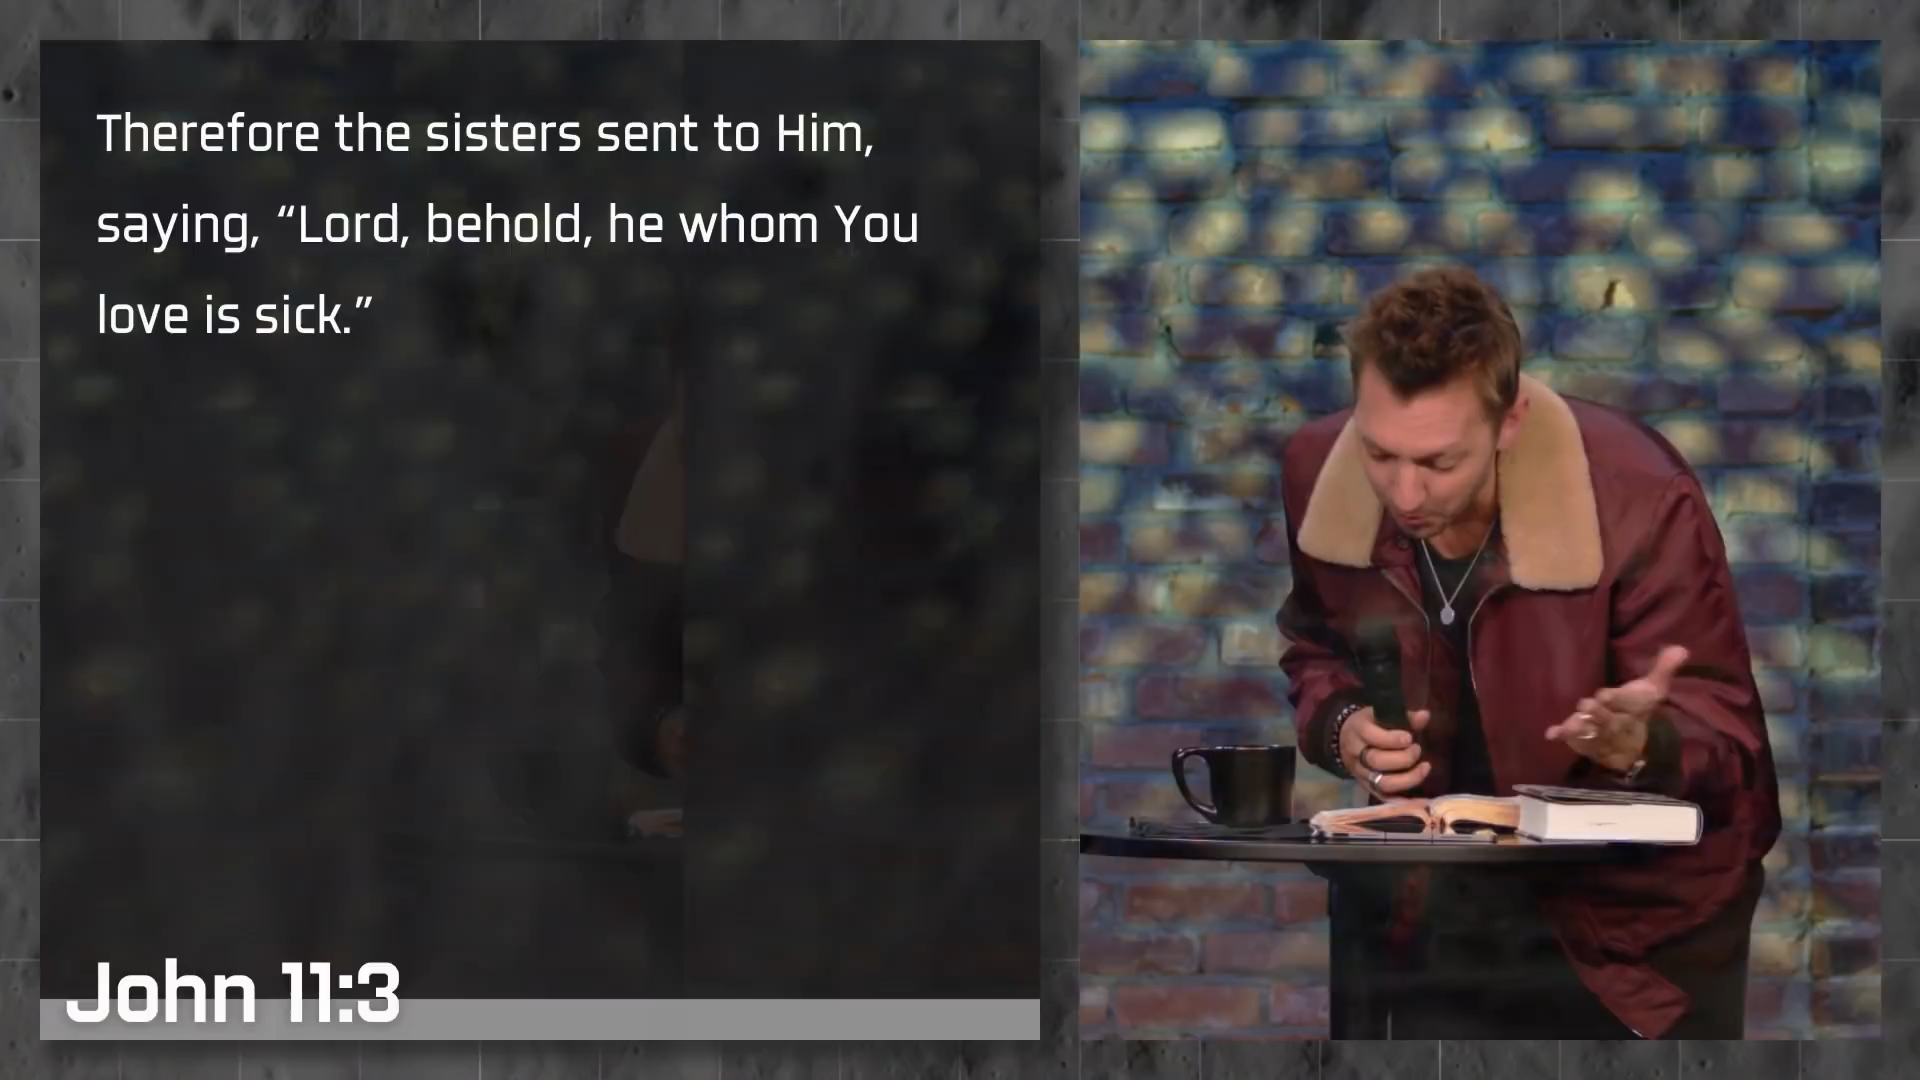 Therefore the sisters sent to Him,
saying, “Lord, behold, he whom You
love is sick.”
John 11:3